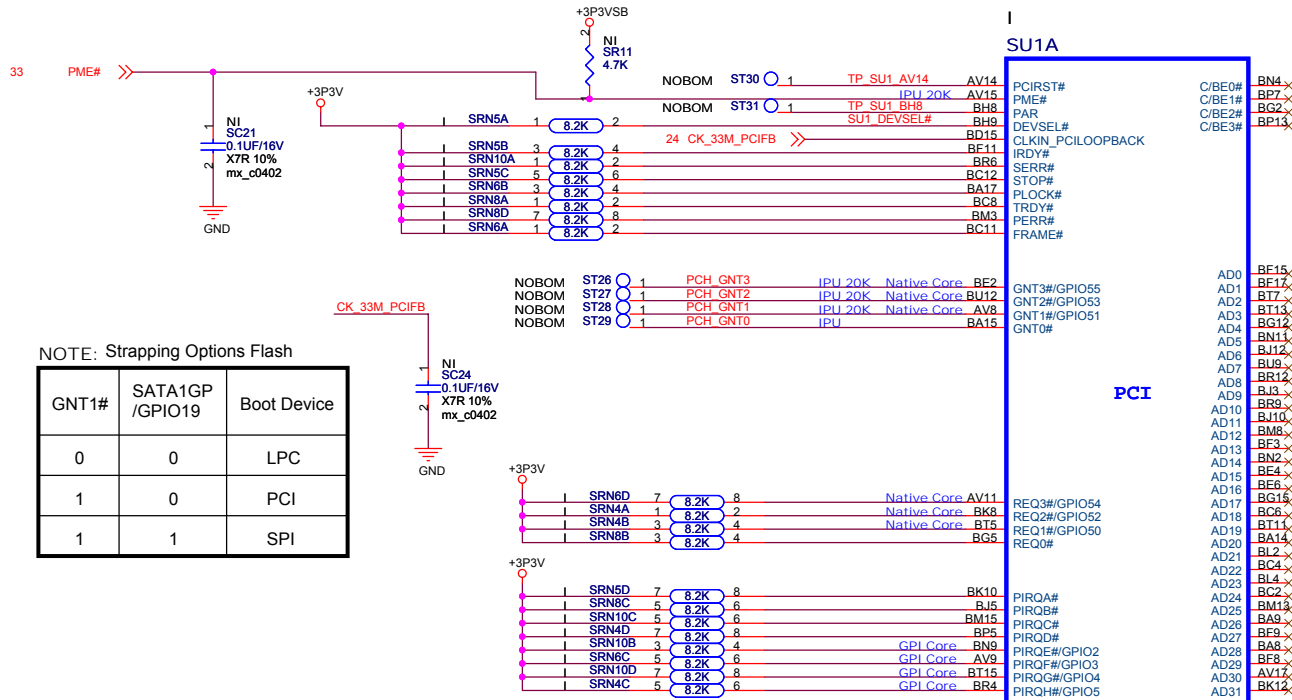 +3P3VSB
I
SU1A
33 PME#
2
NI
SR11
4.7K
1
NOBOM ST30 1 TP_SU1_AV14 AV14 PCIRST#
IPU 20K AV15 PME#
NOBOM ST31 1 TP_SU1_BH8 BH8 PAR
SU1_DEVSEL# BH9 DEVSEL#
24 CK_33M_PCIFB BD15 CLKIN_PCILOOPBACK
+3P3V
I SRN5A 1 8.2K 2
I SRN5B 3 8.2K 4 BF11 IRDY#
I SRN10A 1 8.2K 2 BR6 SERR#
I SRN5C 5 8.2K 6 BC12 STOP#
I SRN6B 3 8.2K 4 BA17 PLOCK#
I SRN8A 1 8.2K 2 BC8 TRDY#
I SRN8D 7 8.2K 8 BM3 PERR#
I SRN6A 1 8.2K 2 BC11 FRAME#
1
NI
SC21
0.1UF/16V
2
X7R 10%
mx_c0402
GND
C/BE0# BN4
C/BE1# BP7
C/BE2# BG2
C/BE3# BP13
NOBOM ST26 1 PCH_GNT3 IPU 20K Native Core BE2 GNT3#/GPIO55
NOBOM ST27 1 PCH_GNT2 IPU 20K Native Core BU12 GNT2#/GPIO53
NOBOM ST28 1 PCH_GNT1 IPU 20K Native Core AV8 GNT1#/GPIO51
NOBOM ST29 1 PCH_GNT0 IPU BA15 GNT0#
CK_33M_PCIFB
1
NI
SC24
0.1UF/16V
2
X7R 10%
mx_c0402
GND
NOTE: Strapping Options Flash
GNT1# SATA1GP /GPIO19 Boot Device
0 0 LPC
1 0 PCI
1 1 SPI
PCI
+3P3V
I SRN6D 7 8.2K 8 Native Core AV11 REQ3#/GPIO54
I SRN4A 1 8.2K 2 Native Core BK8 REQ2#/GPIO52
I SRN4B 3 8.2K 4 Native Core BT5 REQ1#/GPIO50
I SRN8B 3 8.2K 4 BG5 REQ0#
+3P3V
I SRN5D 7 8.2K 8 BK10 PIRQA#
I SRN8C 5 8.2K 6 BJ5 PIRQB#
I SRN10C 5 8.2K 6 BM15 PIRQC#
I SRN4D 7 8.2K 8 BP5 PIRQD#
I SRN10B 3 8.2K 4 GPI Core BN9 PIRQE#/GPIO2
I SRN6C 5 8.2K 6 GPI Core AV9 PIRQF#/GPIO3
I SRN10D 7 8.2K 8 GPI Core BT15 PIRQG#/GPIO4
I SRN4C 5 8.2K 6 GPI Core BR4 PIRQH#/GPIO5
AD0 BF15
AD1 BF17
AD2 BT7
AD3 BT13
AD4 BG12
AD5 BN11
AD6 BJ12
AD7 BU9
AD8 BR12
AD9 BJ3
AD10 BR9
AD11 BJ10
AD12 BM8
AD13 BF3
AD14 BN2
AD15 BE4
AD16 BE6
AD17 BG15
AD18 BC6
AD19 BT11
AD20 BA14
AD21 BL2
AD22 BC4
AD23 BL4
AD24 BC2
AD25 BM13
AD26 BA9
AD27 BF9
AD28 BA8
AD29 BF8
AD30 AV17
AD31 BK12